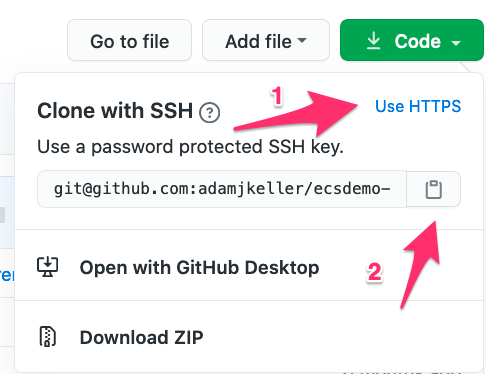 Go to file
Add file
Code
Clone with SSH ?
1
Use HTTPS
Use a password protected SSH key.
git@github.com:adamjkeller/ecsdemo-
2
Open with GitHub Desktop
Download ZIP